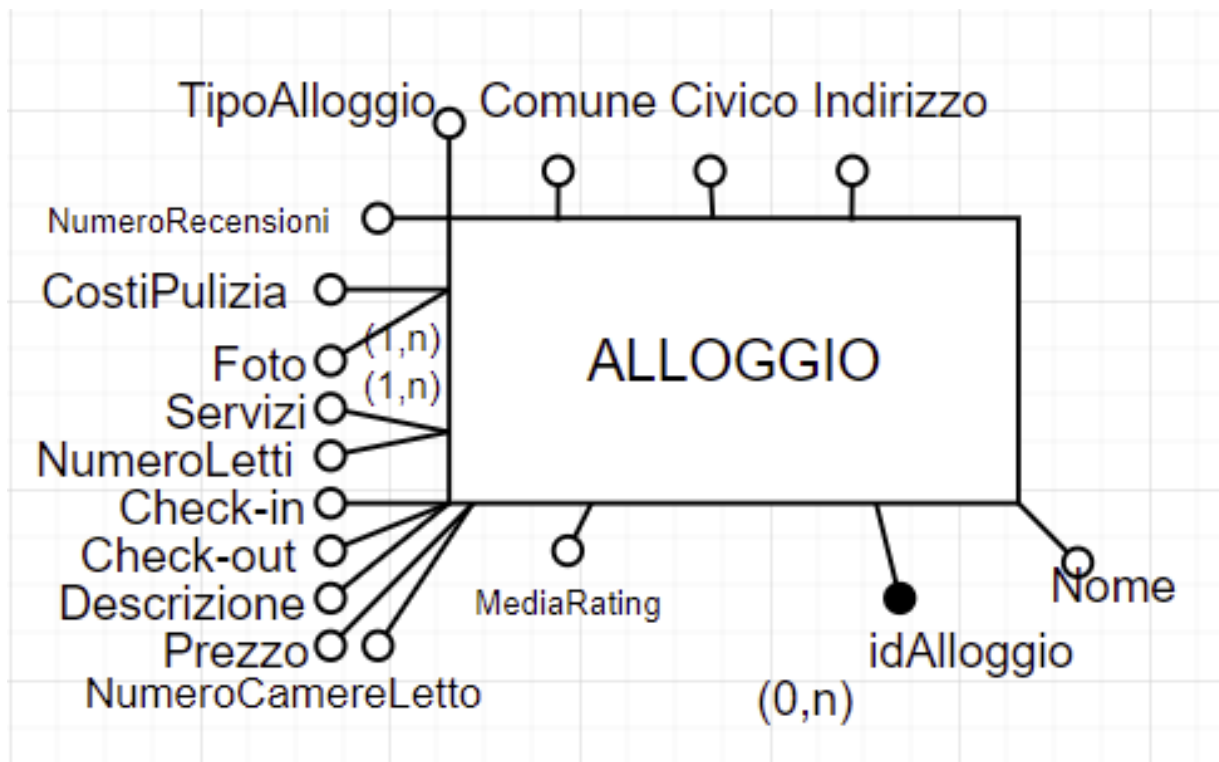 TipoAlloggio Comune Civico Indirizzo
NumeroRecensioni
CostiPulizia
(1,n)
Foto
ALLOGGIO
(1,n)
Servizi
NumeroLetti
Check-in
Check-out
Descrizione
MediaRating
Nome
Prezzo
idAlloggio
NumeroCamereLetto
(0,n)